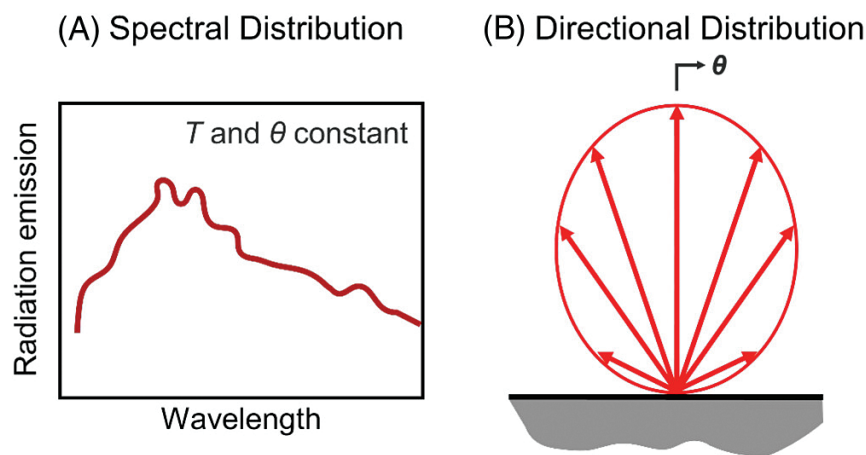 (A) Spectral Distribution
(B) Directional Distribution
θ
T and θ constant
Radiation emission
Wavelength